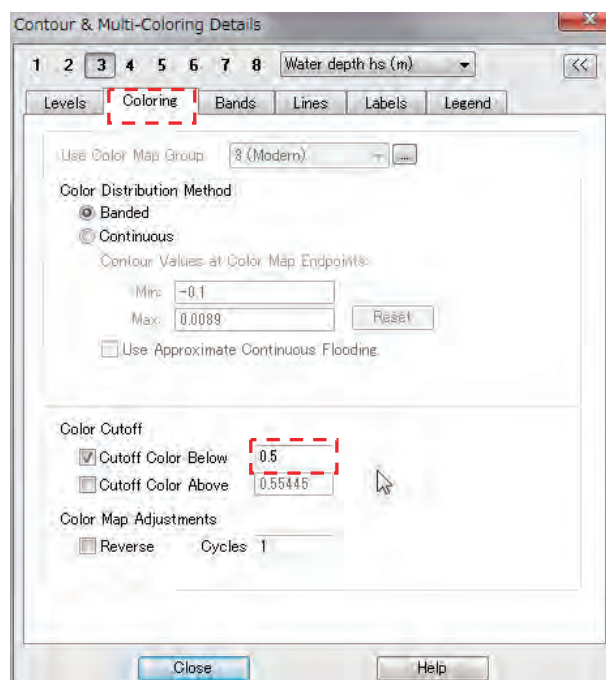 Contour & Multi-Coloring Details
1 2 3 4 5 6 7 8 Water depth hs (m) <<
Levels Coloring Bands Lines Labels Legend
Use Color Map Group 8 (Modern) ...
Color Distribution Method
Banded
Continuous
Contour Values at Color Map Endpoints:
Min: -0.1
Max: 0.0089 Reset
Use Approximate Continuous Flooding
Color Cutoff
Cutoff Color Below 0.5
Cutoff Color Above 0.55445
Color Map Adjustments
Reverse Cycles 1
Close Help